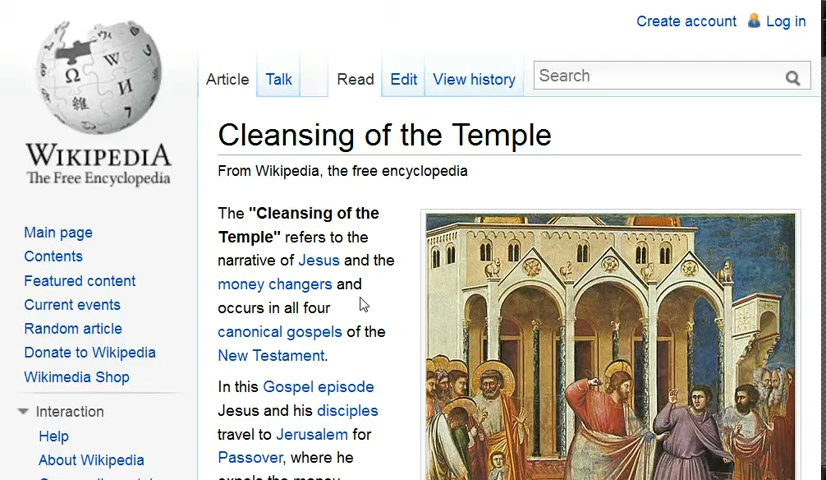 Create account Log in
Article Talk Read Edit View history Search
WIKIPEDIA
The Free Encyclopedia
Main page
Contents
Featured content
Current events
Random article
Donate to Wikipedia
Wikimedia Shop
Interaction
Help
About Wikipedia
Cleansing of the Temple
From Wikipedia, the free encyclopedia
The "Cleansing of the
Temple" refers to the
narrative of Jesus and the
money changers and
occurs in all four
canonical gospels of the
New Testament.
In this Gospel episode
Jesus and his disciples
travel to Jerusalem for
Passover, where he
expels the money